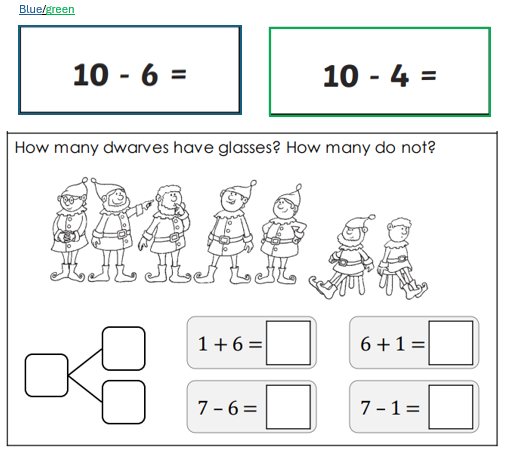 Blue/green
10 - 6 =
10 - 4 =
How many dwarves have glasses? How many do not?
1 + 6 =
6 + 1 =
7 – 6 =
7 – 1 =